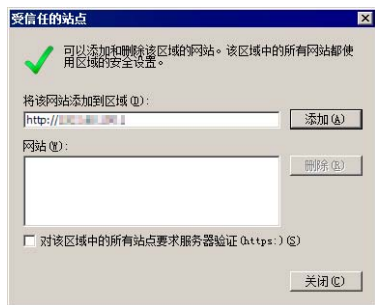 受信任的站点
可以添加和删除该区域的网站。该区域中的所有网站都使
用区域的安全设置。
将该网站添加到区域(D):
http://
添加(A)
网站(W):
删除(R)
对该区域中的所有站点要求服务器验证(https:)(S)
关闭(C)